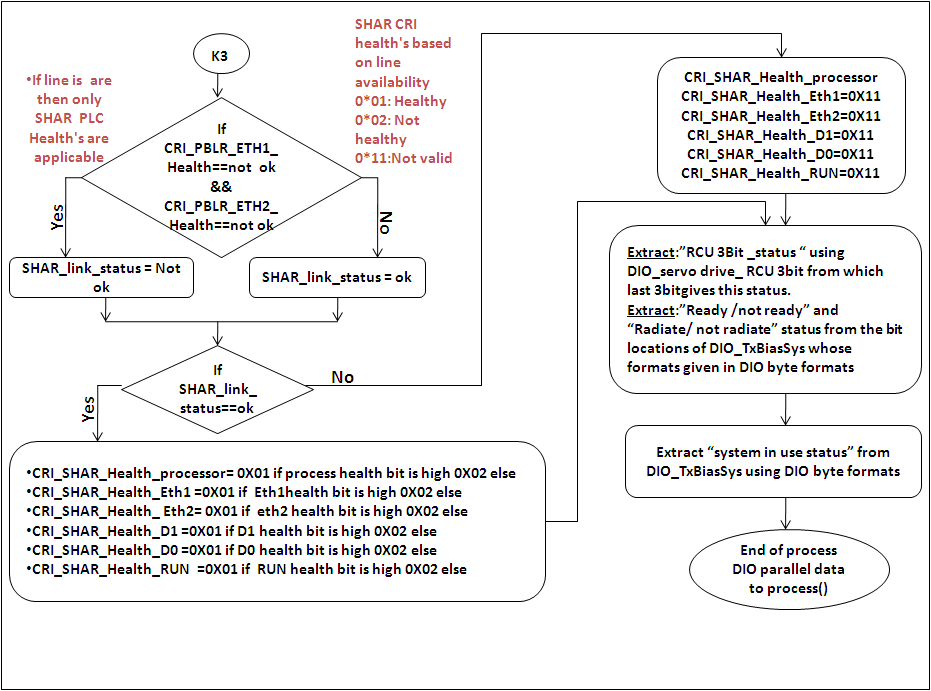 K3
•If line is  are
then only
SHAR  PLC
Health's are
applicable
SHAR CRI
health's based
on line
availability
0*01: Healthy
0*02: Not
healthy
0*11:Not valid
If
CRI_PBLR_ETH1_
Health==not  ok
&&
CRI_PBLR_ETH2_
Health==not ok
Yes
No
SHAR_link_status = Not
ok
SHAR_link_status = ok
If
SHAR_link_
status==ok
Yes
No
•CRI_SHAR_Health_processor= 0X01 if process health bit is high 0X02 else
•CRI_SHAR_Health_Eth1 =0X01 if  Eth1health bit is high 0X02 else
•CRI_SHAR_Health_ Eth2= 0X01 if  eth2 health bit is high 0X02 else
•CRI_SHAR_Health_D1 =0X01 if D1 health bit is high 0X02 else
•CRI_SHAR_Health_D0 =0X01 if D0 health bit is high 0X02 else
•CRI_SHAR_Health_RUN  =0X01 if  RUN health bit is high 0X02 else
CRI_SHAR_Health_processor
CRI_SHAR_Health_Eth1=0X11
CRI_SHAR_Health_Eth2=0X11
CRI_SHAR_Health_D1=0X11
CRI_SHAR_Health_D0=0X11
CRI_SHAR_Health_RUN=0X11
Extract:”RCU 3Bit _status “ using
DIO_servo drive_ RCU 3bit from which
last 3bitgives this status.
Extract:”Ready /not ready” and
“Radiate/ not radiate” status from the bit
locations of DIO_TxBiasSys whose
formats given in DIO byte formats
Extract “system in use status” from
DIO_TxBiasSys using DIO byte formats
End of process
DIO parallel data
to process()